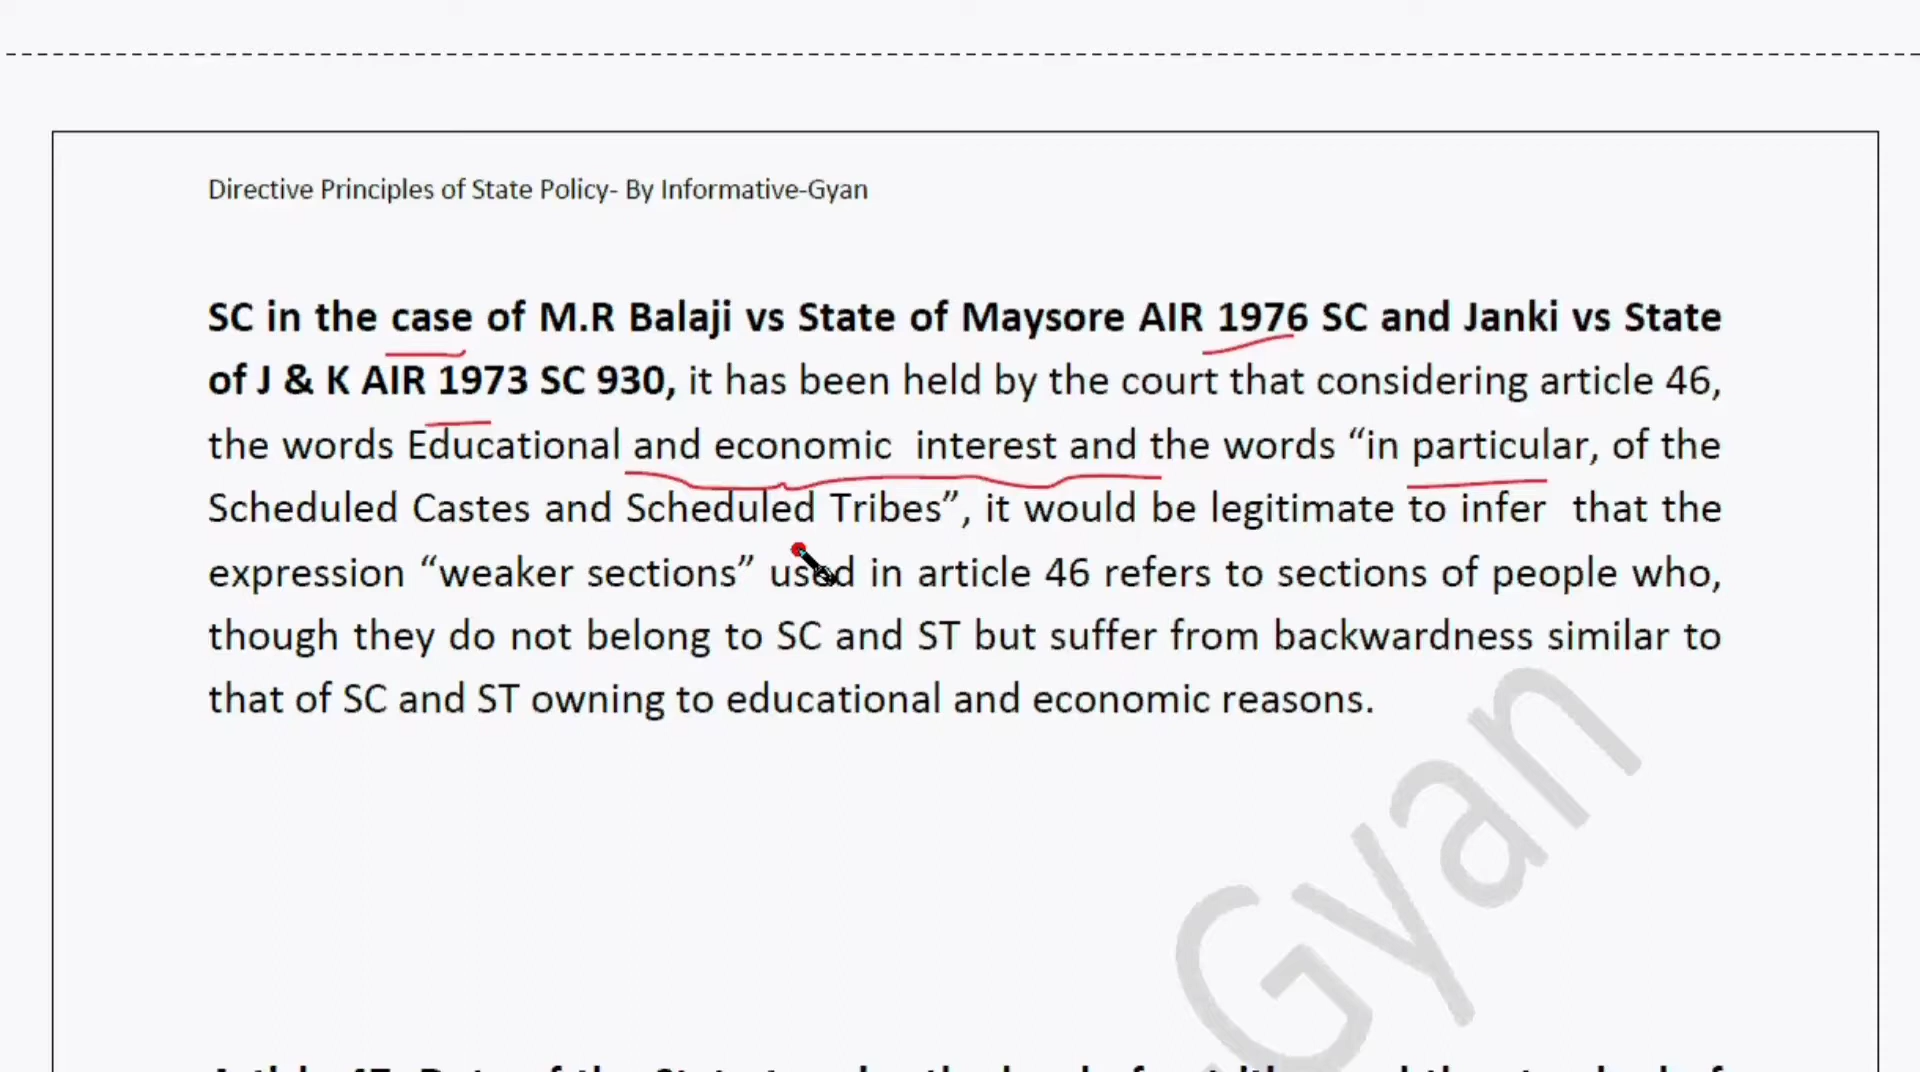 Directive Principles of State Policy- By Informative-Gyan
SC in the case of M.R Balaji vs State of Maysore AIR 1976 SC and Janki vs State
of J & K AIR 1973 SC 930, it has been held by the court that considering article 46,
the words Educational and economic interest and the words “in particular, of the
Scheduled Castes and Scheduled Tribes”, it would be legitimate to infer that the
expression “weaker sections” used in article 46 refers to sections of people who,
though they do not belong to SC and ST but suffer from backwardness similar to
that of SC and ST owning to educational and economic reasons.
Gyan